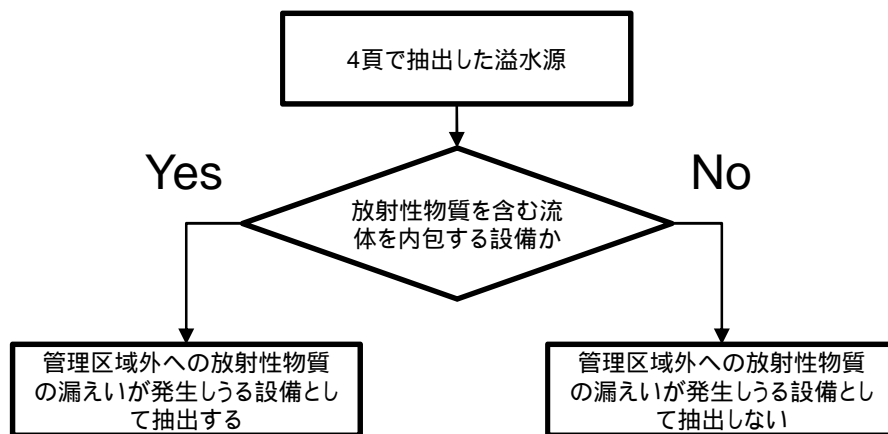 4頁で抽出した溢水源
Yes
No
放射性物質を含む流
体を内包する設備か
管理区域外への放射性物質
の漏えいが発生しうる設備とし
て抽出する
管理区域外への放射性物質
の漏えいが発生しうる設備とし
て抽出しない